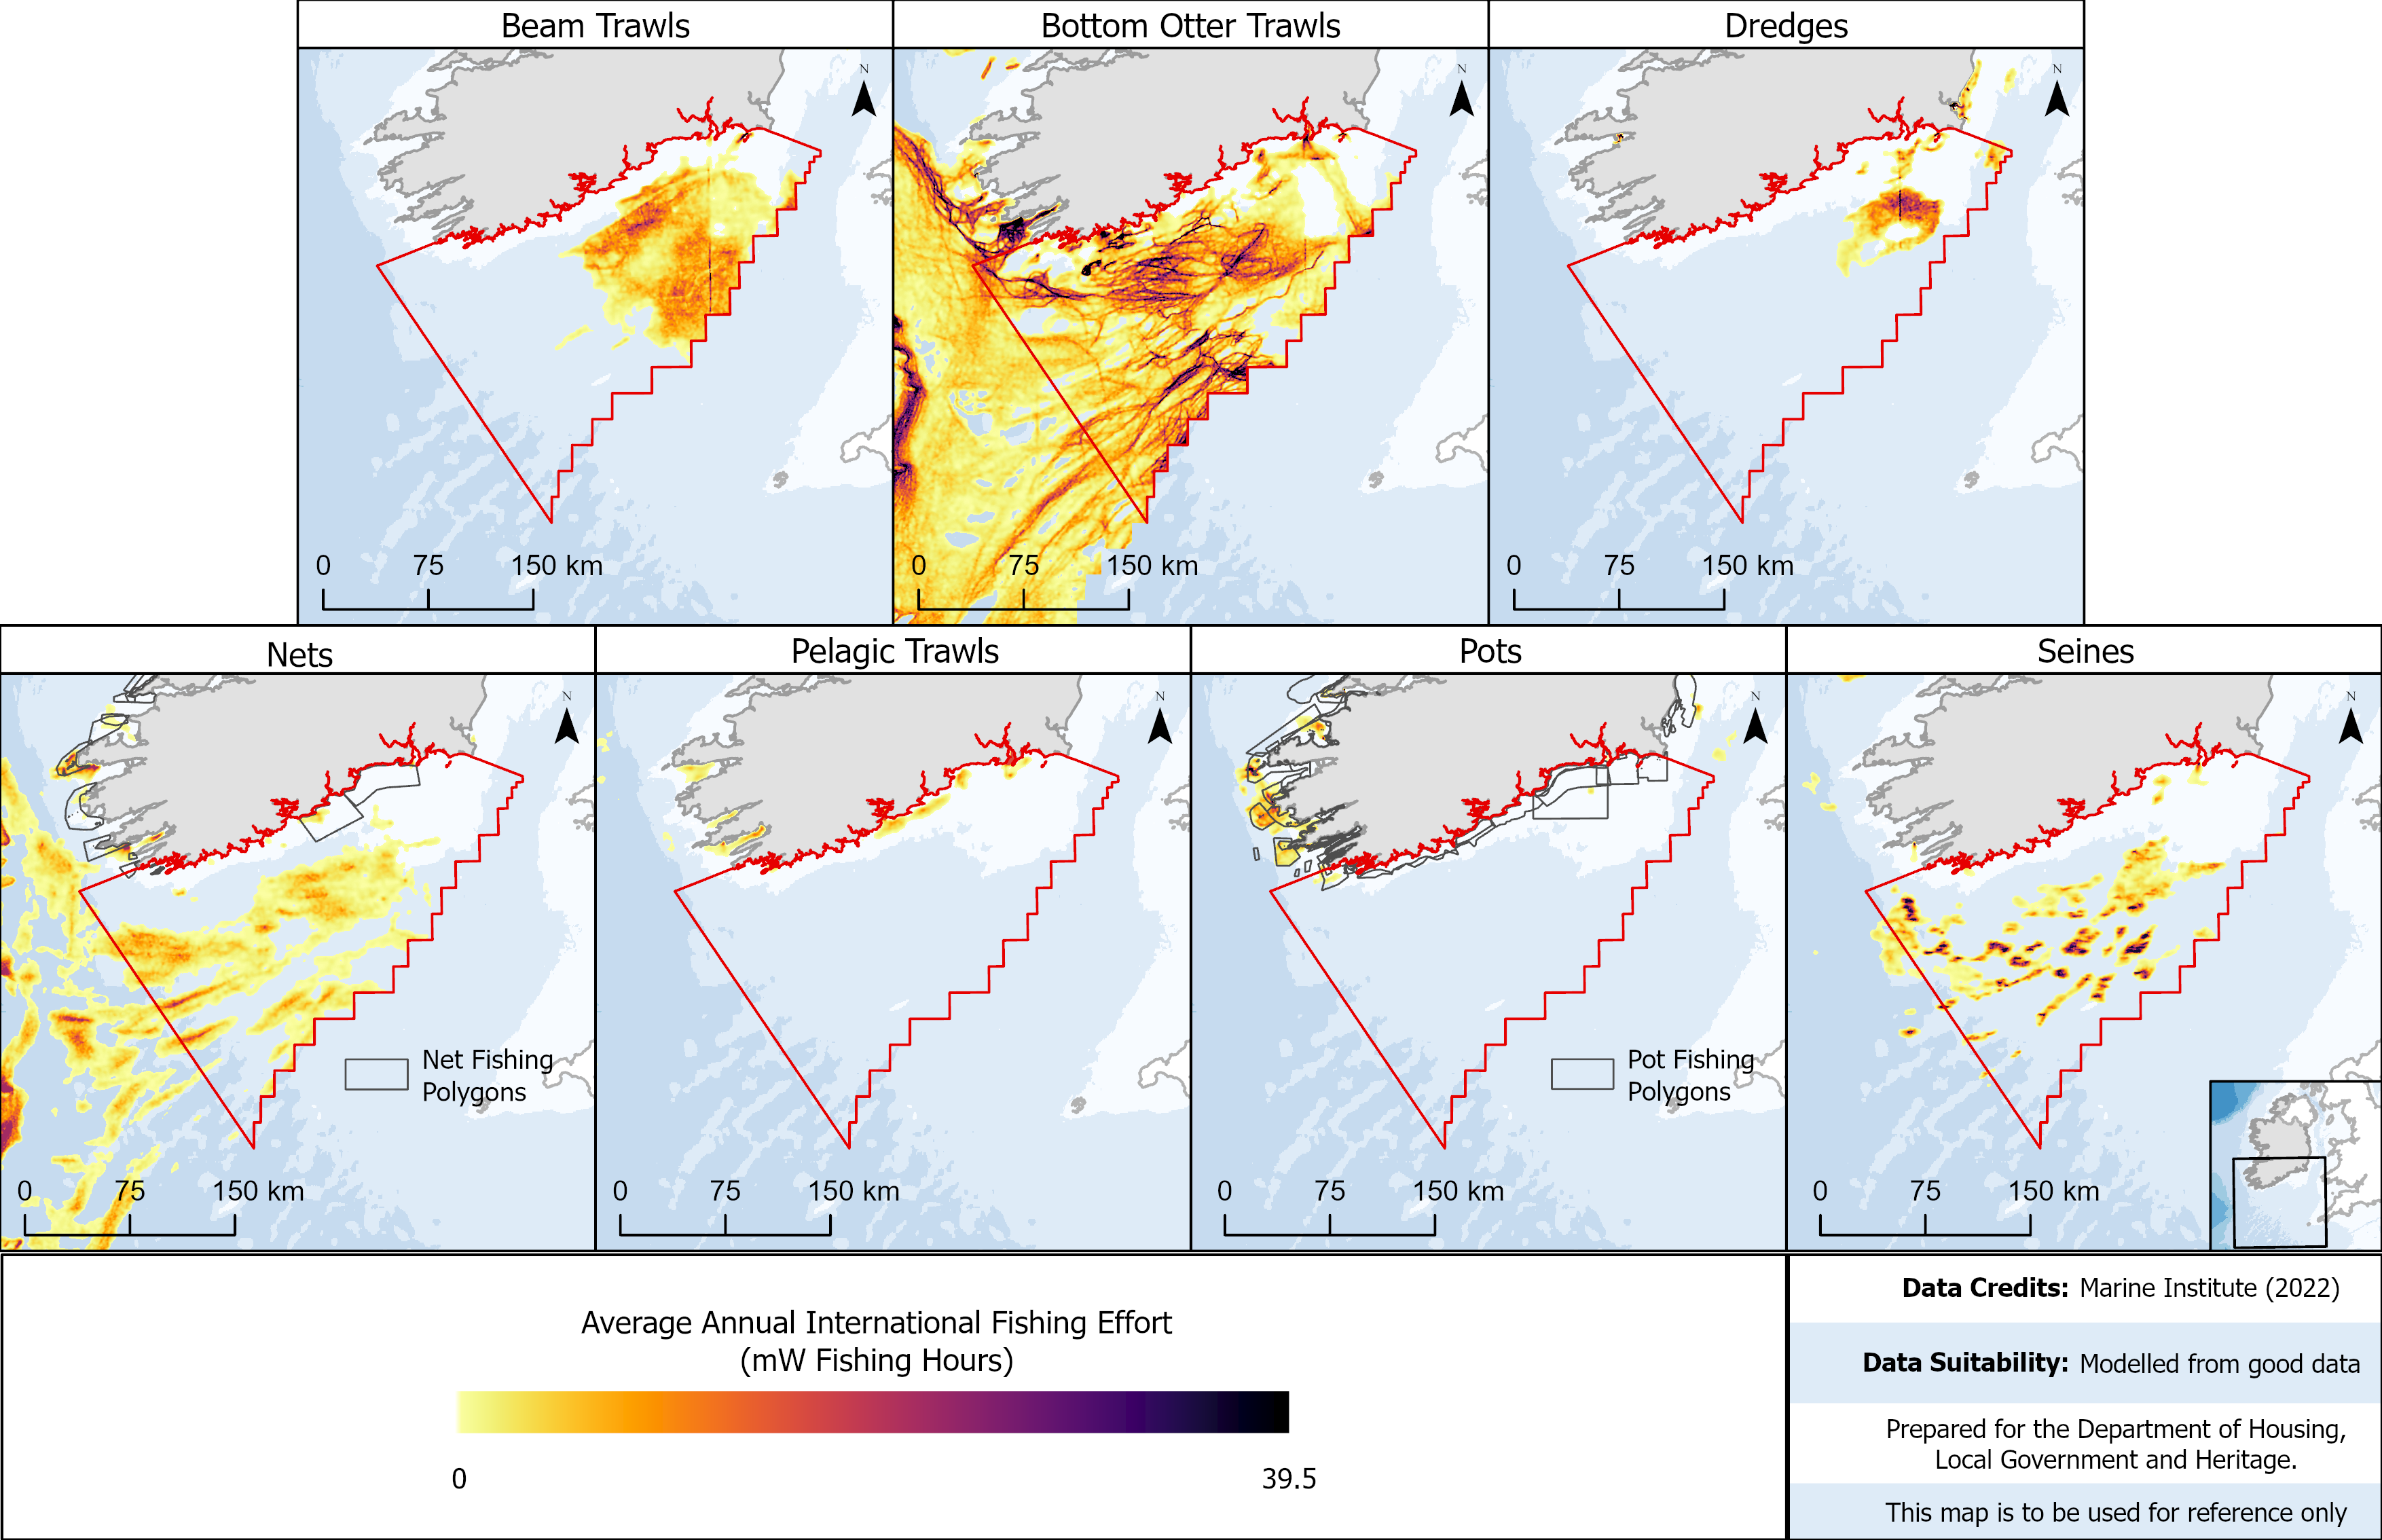 Beam Trawls
Bottom Otter Trawls
Dredges
N
N
N
0 75 150 km
0 75 150 km
0 75 150 km
Nets
Pelagic Trawls
Pots
Seines
N
N
N
N
Net Fishing
Polygons
Pot Fishing
Polygons
0 75 150 km
0 75 150 km
0 75 150 km
0 75 150 km
Average Annual International Fishing Effort
(mW Fishing Hours)
0 39.5
Data Credits: Marine Institute (2022)
Data Suitability: Modelled from good data
Prepared for the Department of Housing,
Local Government and Heritage.
This map is to be used for reference only